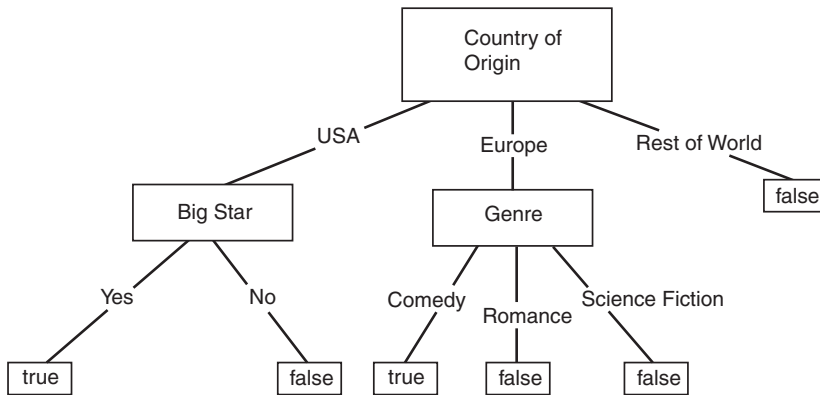 Country of
Origin
USA
Europe
Rest of World
Big Star
Genre
false
Yes
No
Comedy
Romance
Science Fiction
true
false
true
false
false